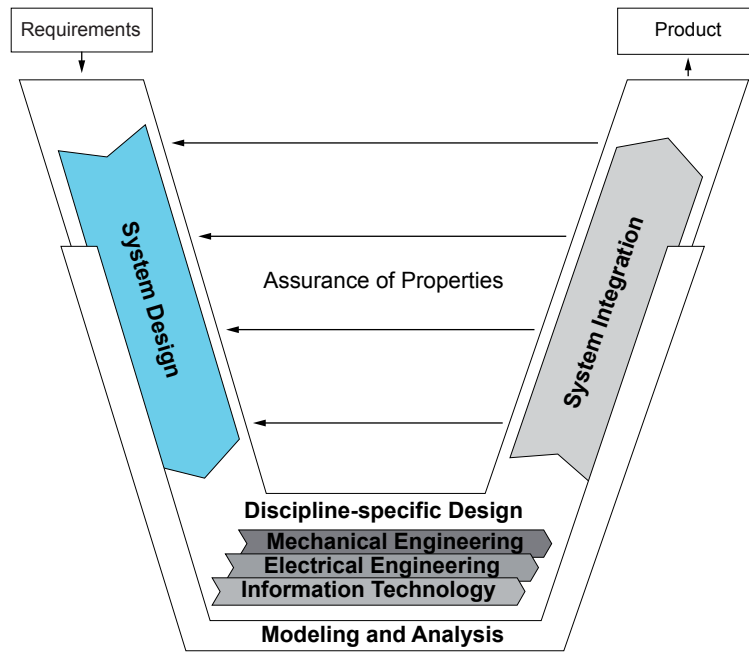 Requirements
Product
System Design
Assurance of Properties
System Integration
Discipline-specific Design
Mechanical Engineering
Electrical Engineering
Information Technology
Modeling and Analysis